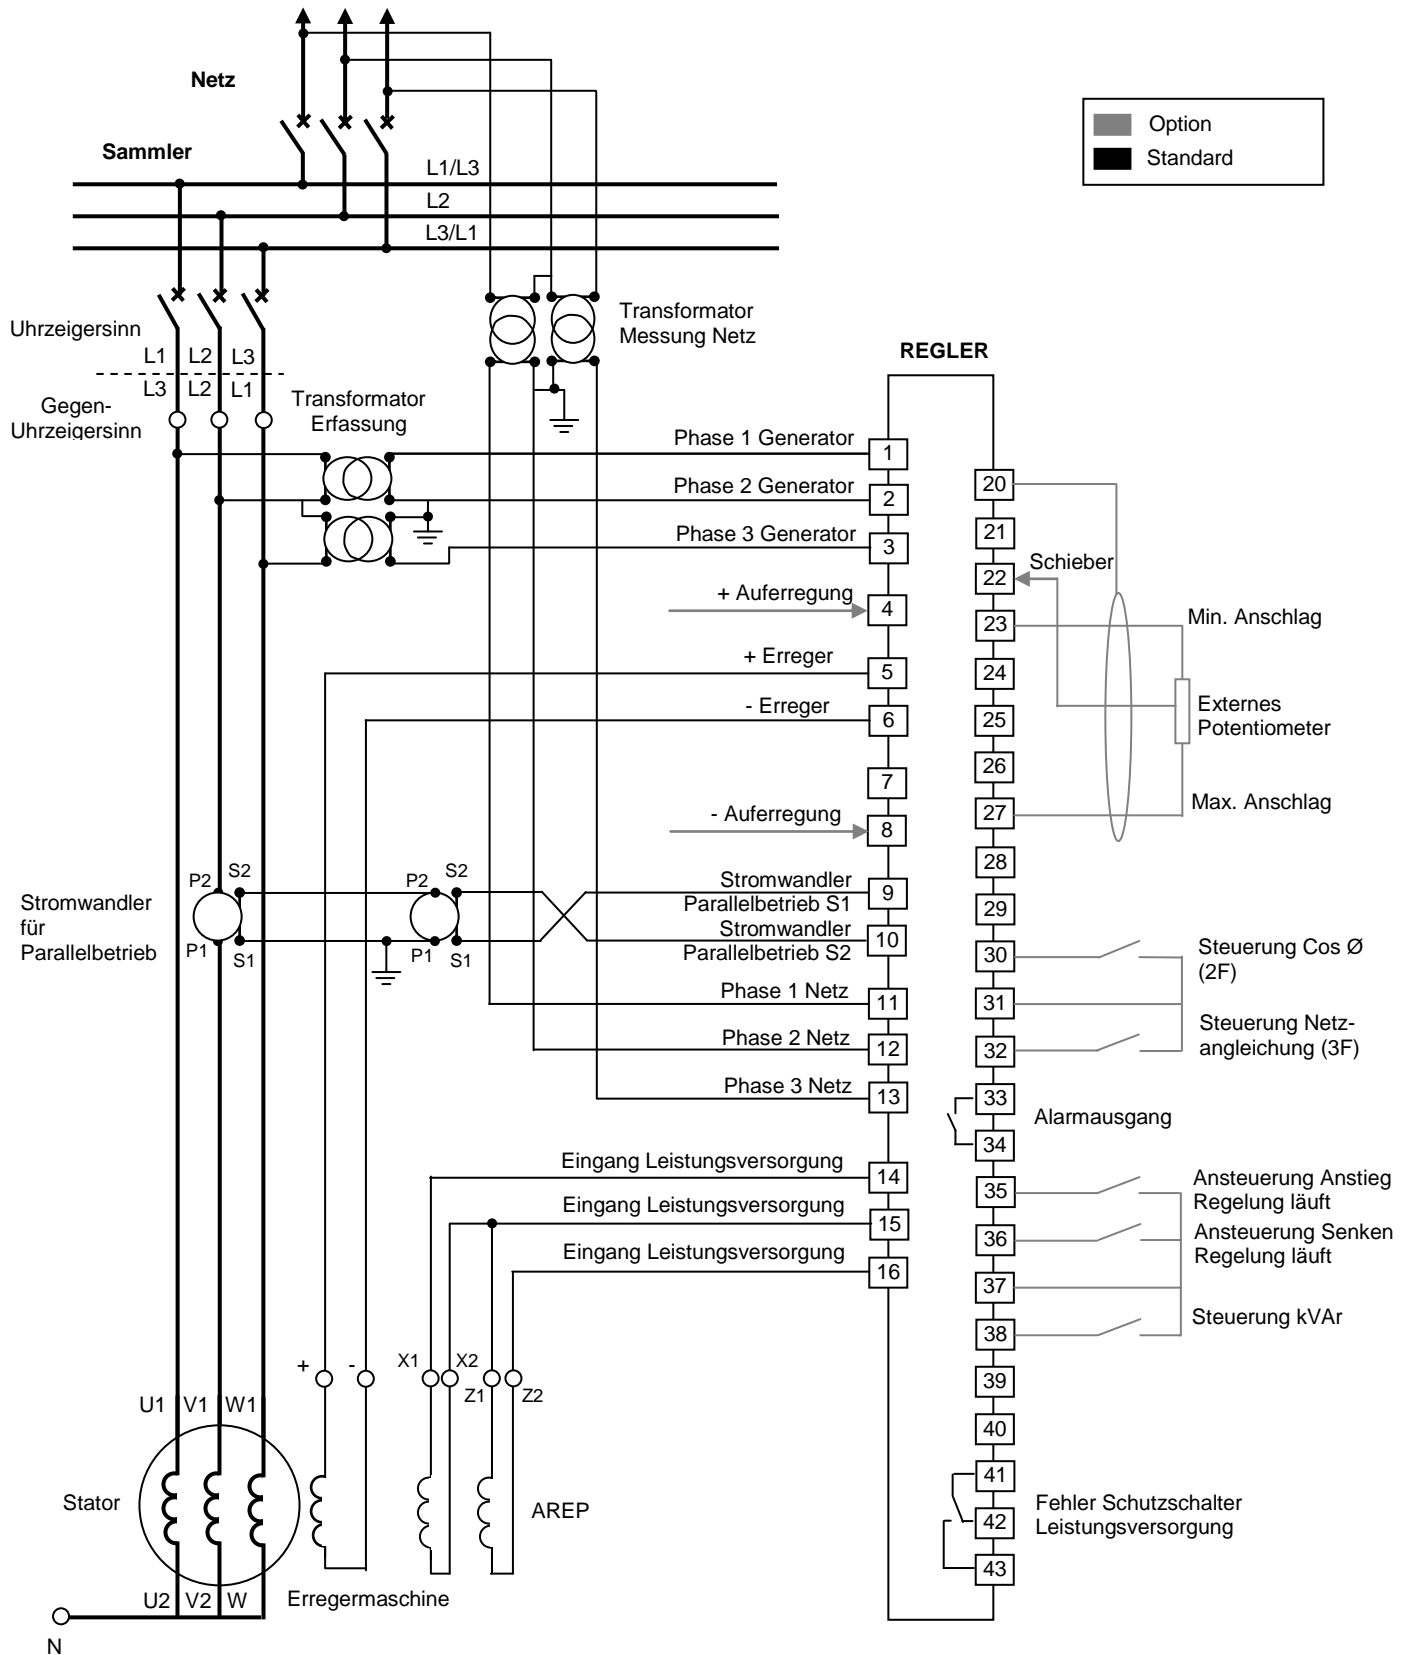 Netz
Option
Standard
Sammler
L1/L3
L2
L3/L1
Uhrzeigersinn
L1 L2 L3
L3 L2 L1
Gegen-
Uhrzeigersinn
Transformator
Erfassung
Transformator
Messung Netz
REGLER
Phase 1 Generator
1
Phase 2 Generator
2
Phase 3 Generator
3
+ Auferregung
4
+ Erreger
5
- Erreger
6
7
- Auferregung
8
Stromwandler
für
Parallelbetrieb
P2 S2
P1 S1
P2 S2
P1 S1
Stromwandler
Parallelbetrieb S1
9
Stromwandler
Parallelbetrieb S2
10
Phase 1 Netz
11
Phase 2 Netz
12
Phase 3 Netz
13
Eingang Leistungsversorgung
14
Eingang Leistungsversorgung
15
Eingang Leistungsversorgung
16
20
21
22
Schieber
23
Min. Anschlag
24
25
Externes
Potentiometer
26
27
Max. Anschlag
28
29
30
Steuerung Cos Ø
(2F)
31
32
Steuerung Netz-
angleichung (3F)
33
34
Alarmausgang
35
Ansteuerung Anstieg
Regelung läuft
36
Ansteuerung Senken
Regelung läuft
37
38
Steuerung kVAr
39
40
41
42
43
Fehler Schutzschalter
Leistungsversorgung
+ -
X1 X2
Z1 Z2
U1 V1 W1
Stator
AREP
U2 V2 W
Erregermaschine
N